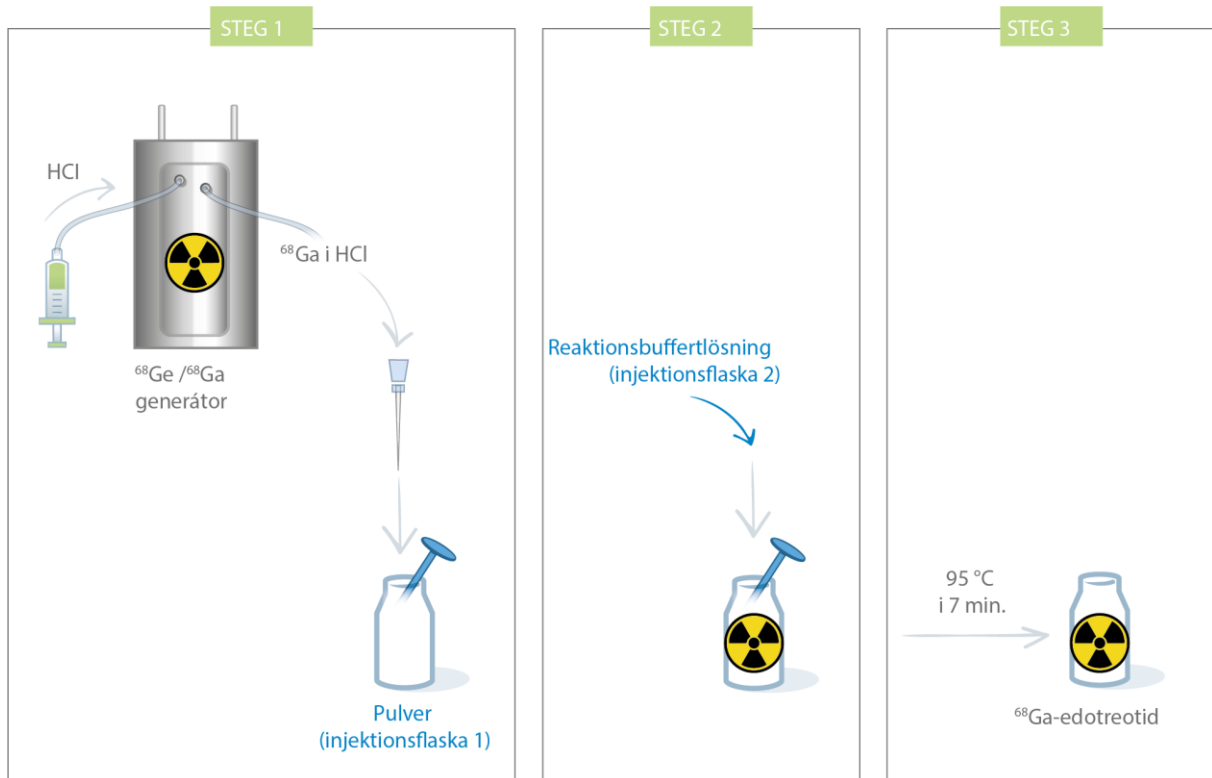 STEG 1
HCl
⁶⁸Ga i HCl
⁶⁸Ge /⁶⁸Ga
generátor
Pulver
(injektionsflaska 1)
STEG 2
Reaktionsbuffertlösning
(injektionsflaska 2)
STEG 3
95 °C
i 7 min.
⁶⁸Ga-edotreotid